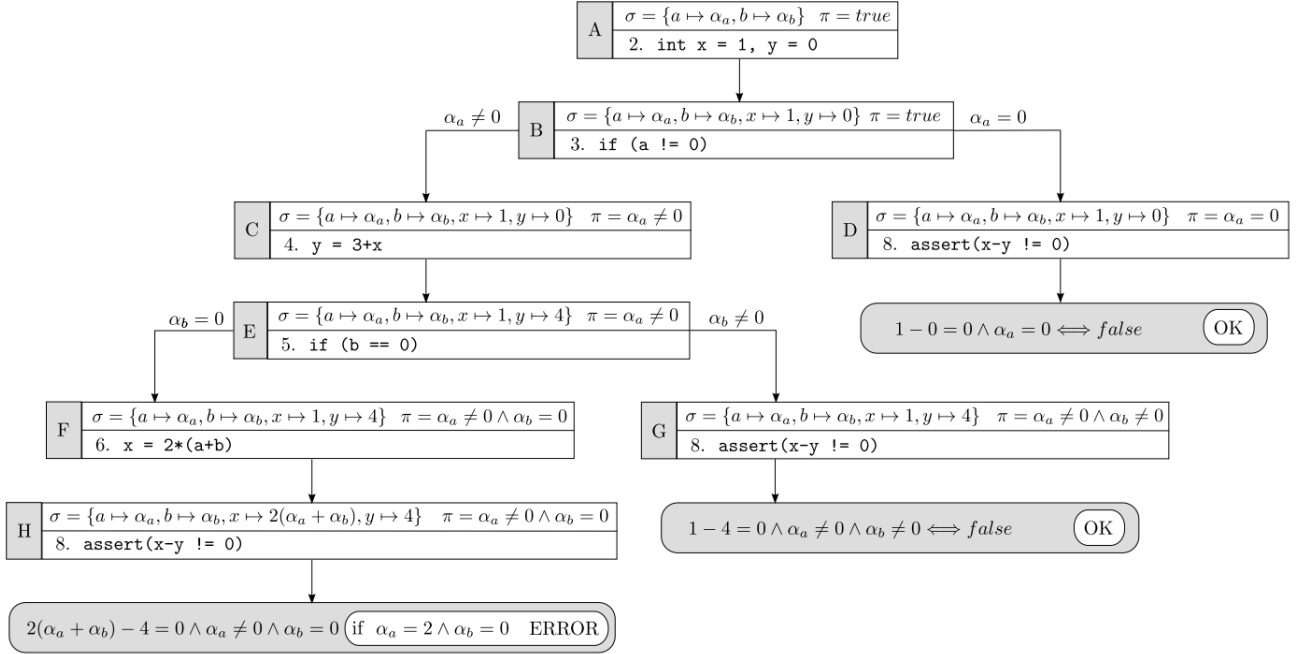 A
σ = {a ↦ α_a, b ↦ α_b} π = true
2. int x = 1, y = 0
α_a ≠ 0
B
σ = {a ↦ α_a, b ↦ α_b, x ↦ 1, y ↦ 0} π = true
3. if (a != 0)
α_a = 0
C
σ = {a ↦ α_a, b ↦ α_b, x ↦ 1, y ↦ 0} π = α_a ≠ 0
4. y = 3+x
D
σ = {a ↦ α_a, b ↦ α_b, x ↦ 1, y ↦ 0} π = α_a = 0
8. assert(x-y != 0)
α_b = 0
E
σ = {a ↦ α_a, b ↦ α_b, x ↦ 1, y ↦ 4} π = α_a ≠ 0
5. if (b == 0)
α_b ≠ 0
1 − 0 = 0 ∧ α_a = 0 ⟺ false OK
F
σ = {a ↦ α_a, b ↦ α_b, x ↦ 1, y ↦ 4} π = α_a ≠ 0 ∧ α_b = 0
6. x = 2*(a+b)
G
σ = {a ↦ α_a, b ↦ α_b, x ↦ 1, y ↦ 4} π = α_a ≠ 0 ∧ α_b ≠ 0
8. assert(x-y != 0)
H
σ = {a ↦ α_a, b ↦ α_b, x ↦ 2(α_a + α_b), y ↦ 4} π = α_a ≠ 0 ∧ α_b = 0
8. assert(x-y != 0)
1 − 4 = 0 ∧ α_a ≠ 0 ∧ α_b ≠ 0 ⟺ false OK
2(α_a + α_b) − 4 = 0 ∧ α_a ≠ 0 ∧ α_b = 0 if α_a = 2 ∧ α_b = 0 ERROR